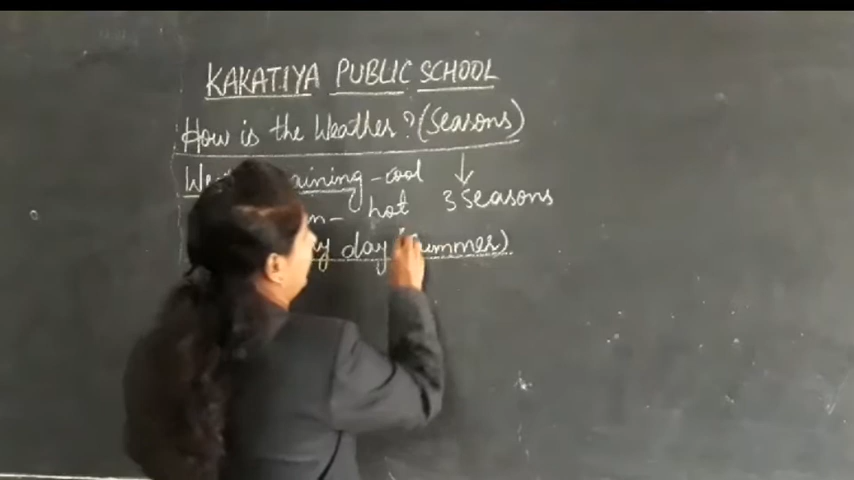 KAKATIYA PUBLIC SCHOOL
How is the Weather? (Seasons)
raining - cool ↓
- hot 3 Seasons
day (Summer)